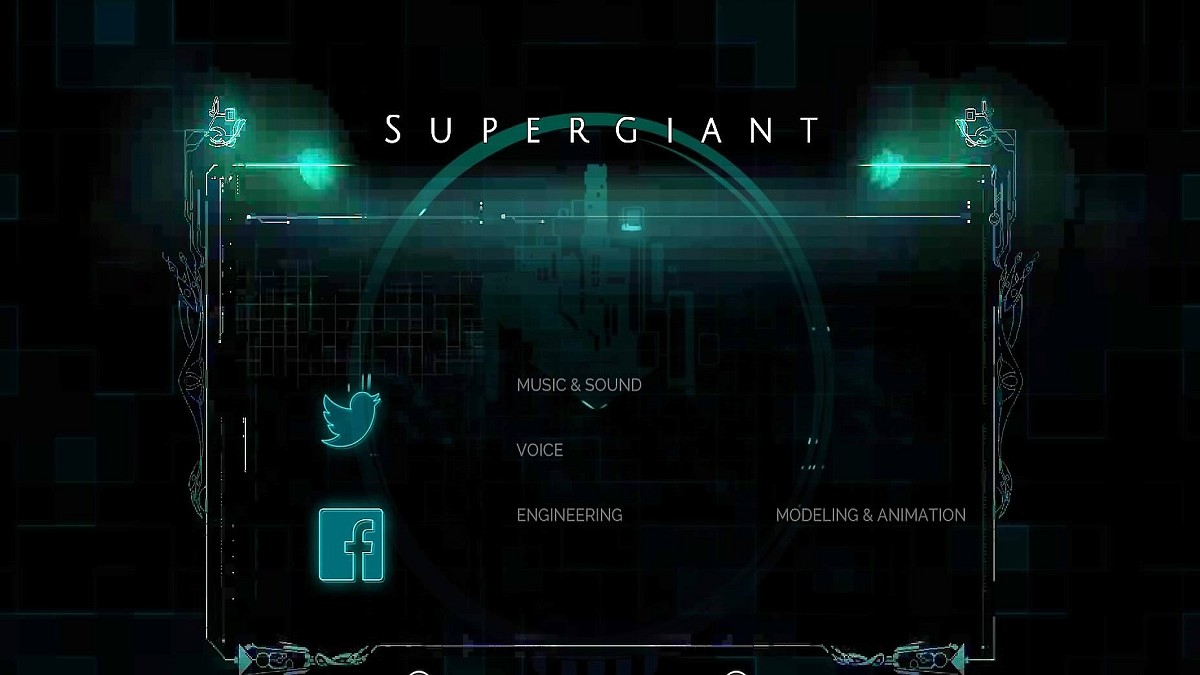 SUPERGIANT
MUSIC & SOUND
VOICE
ENGINEERING
MODELING & ANIMATION